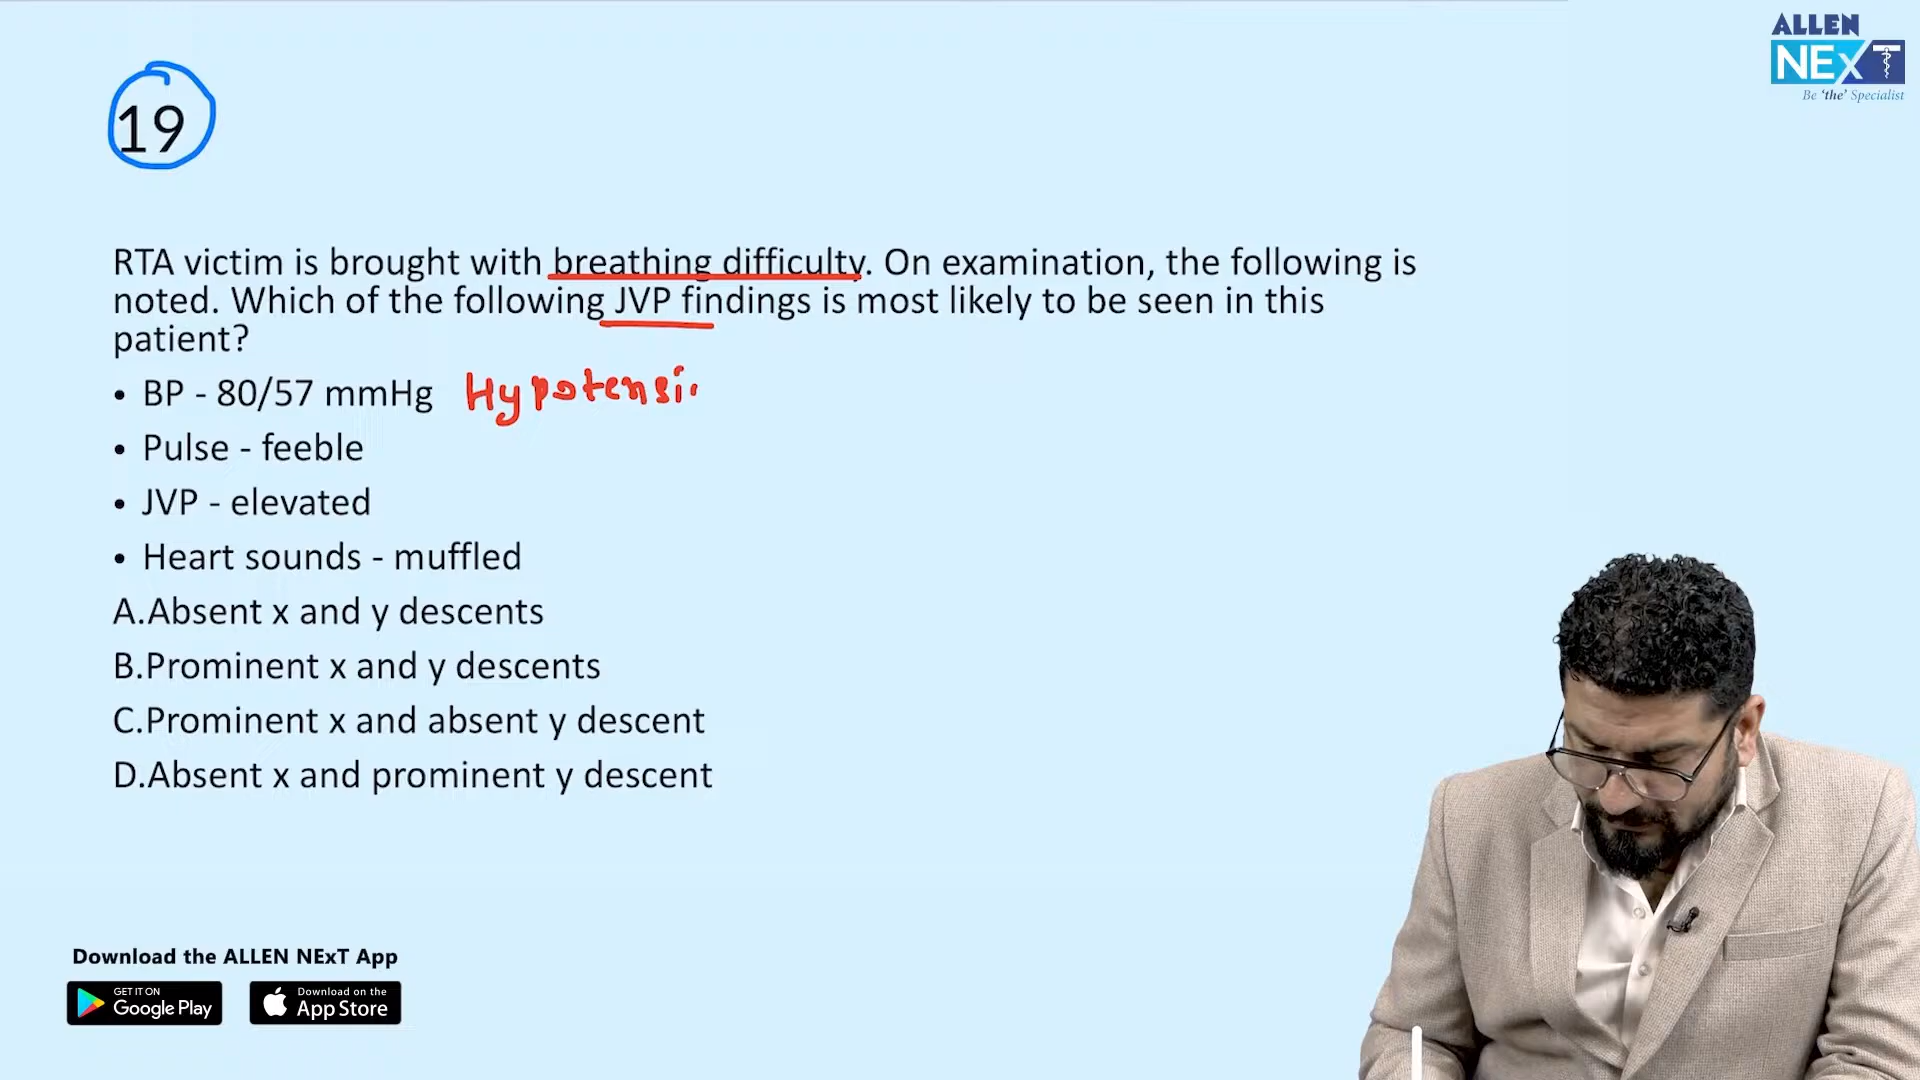 ALLEN
NExT
Be 'the' Specialist
19
RTA victim is brought with breathing difficulty. On examination, the following is
noted. Which of the following JVP findings is most likely to be seen in this
patient?
• BP - 80/57 mmHg Hypotensi
• Pulse - feeble
• JVP - elevated
• Heart sounds - muffled
A.Absent x and y descents
B.Prominent x and y descents
C.Prominent x and absent y descent
D.Absent x and prominent y descent
Download the ALLEN NExT App
GET IT ON
Google Play
Download on the
App Store